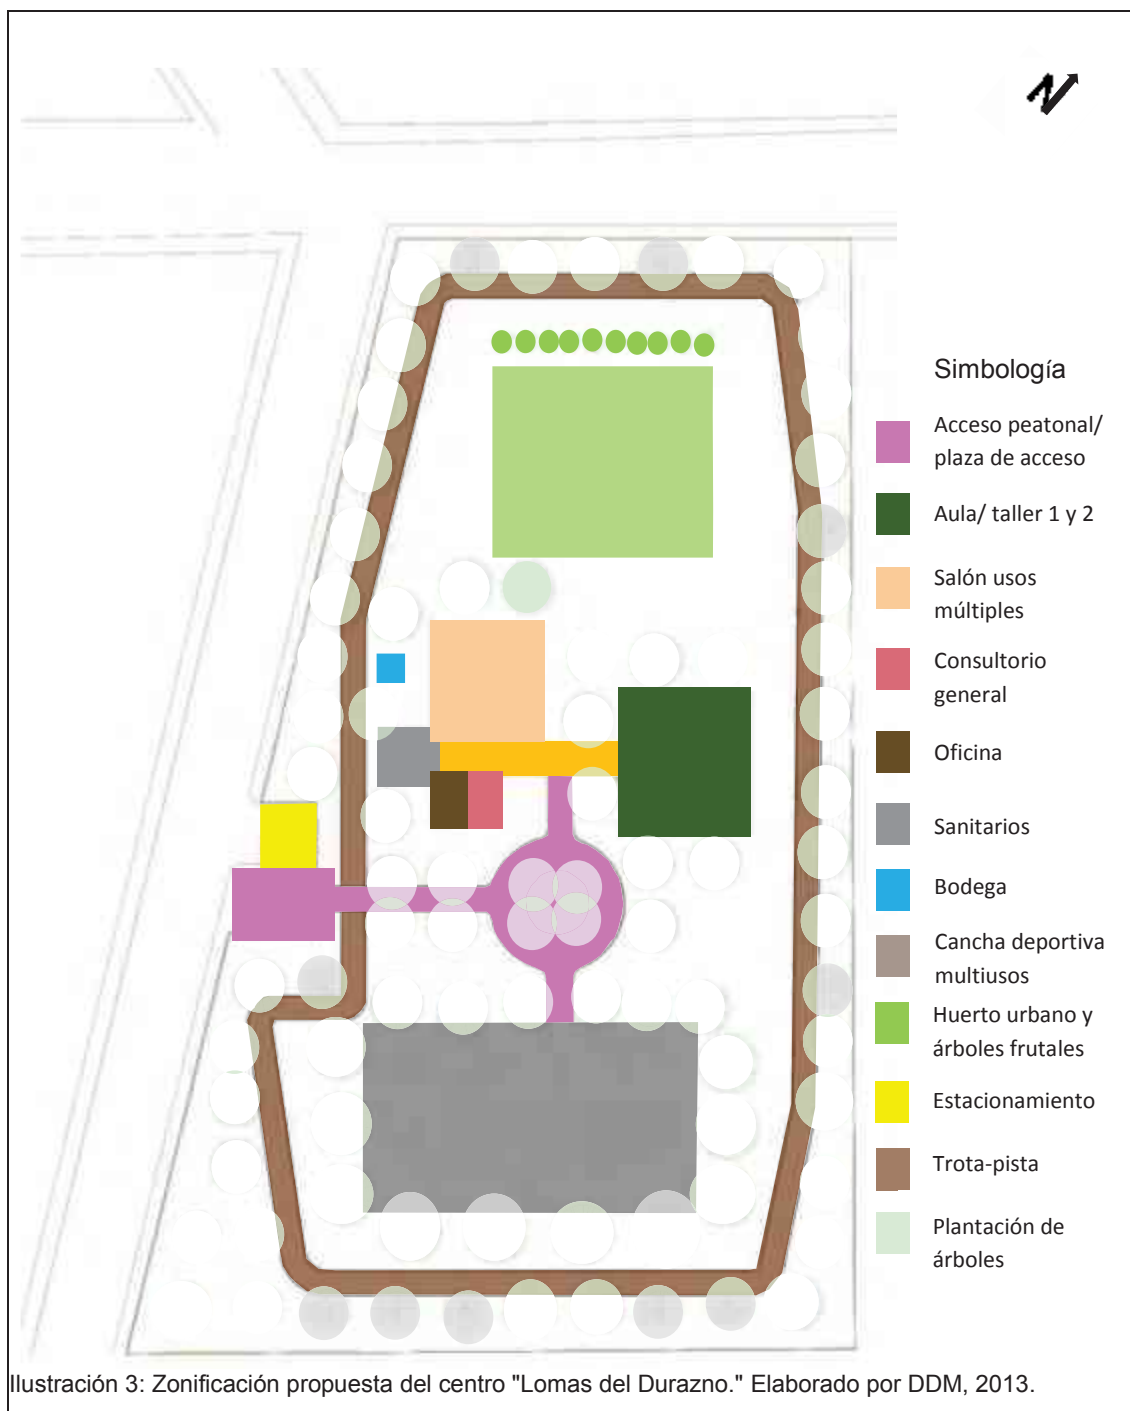 N
Simbología
Acceso peatonal/
plaza de acceso
Aula/ taller 1 y 2
Salón usos
múltiples
Consultorio
general
Oficina
Sanitarios
Bodega
Cancha deportiva
multiusos
Huerto urbano y
árboles frutales
Estacionamiento
Trota-pista
Plantación de
árboles
Ilustración 3: Zonificación propuesta del centro "Lomas del Durazno." Elaborado por DDM, 2013.